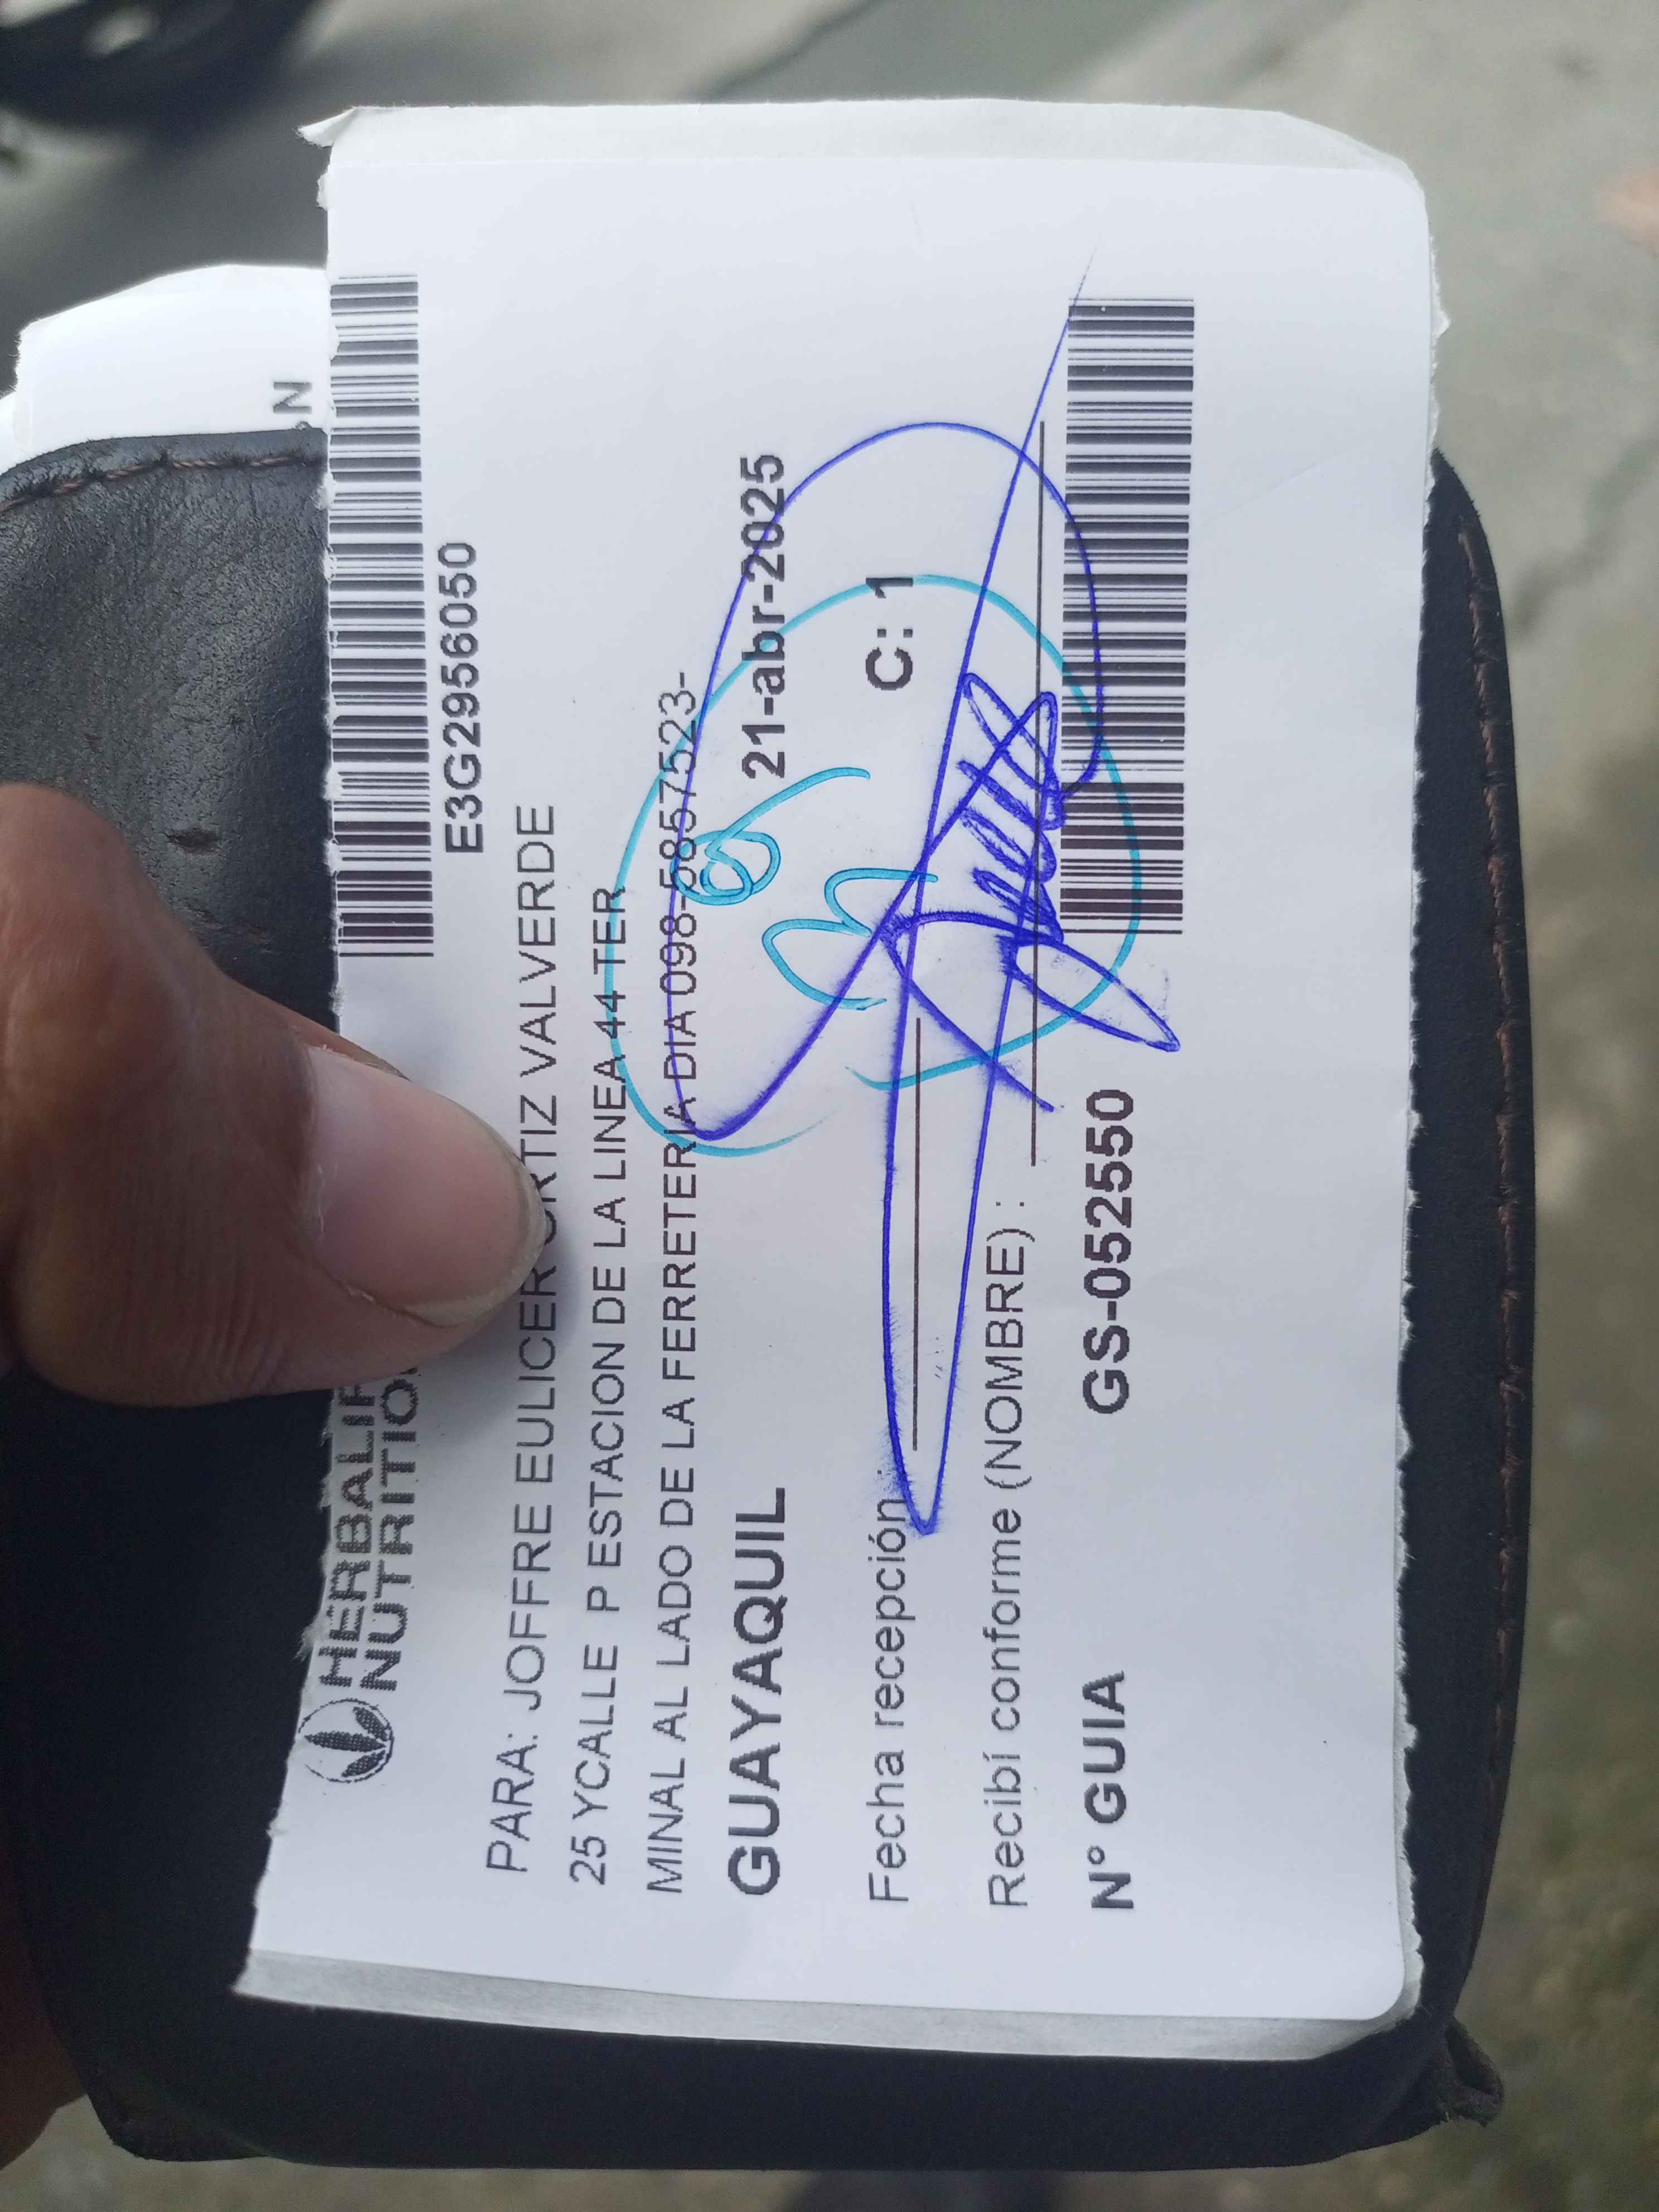 HERBALIF
NUTRITIO
E3G2956050
PARA: JOFFRE EULICER ORTIZ VALVERDE
25 YCALLE P ESTACION DE LA LINEA 44 TER
MINAL AL LADO DE LA FERRETERIA DIA 098-5857523-
GUAYAQUIL 21-abr-2025
Fecha recepción: C: 1
Recibí conforme (NOMBRE) :
N° GUIA GS-052550
N